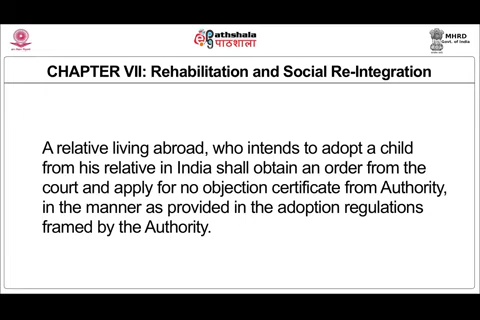 Pathshala
पाठशाला
MHRD
Govt. of India
CHAPTER VII: Rehabilitation and Social Re-Integration
A relative living abroad, who intends to adopt a child
from his relative in India shall obtain an order from the
court and apply for no objection certificate from Authority,
in the manner as provided in the adoption regulations
framed by the Authority.